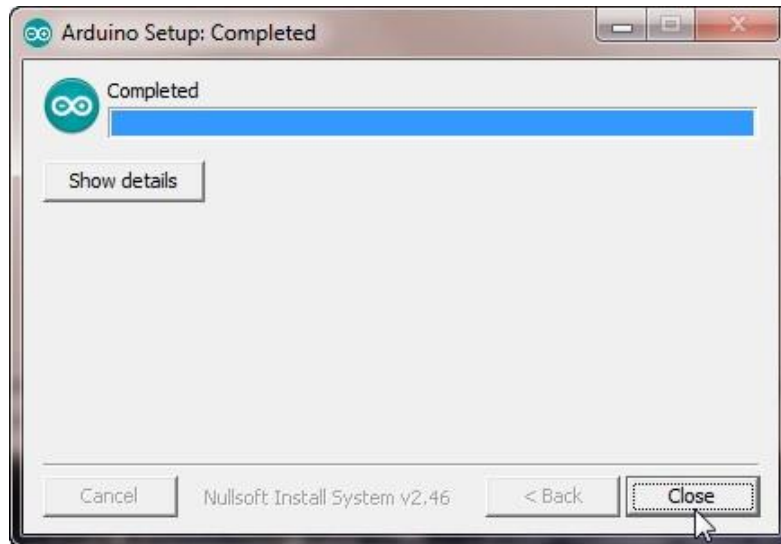 Arduino Setup: Completed
Completed
Show details
Cancel
Nullsoft Install System v2.46
< Back
Close